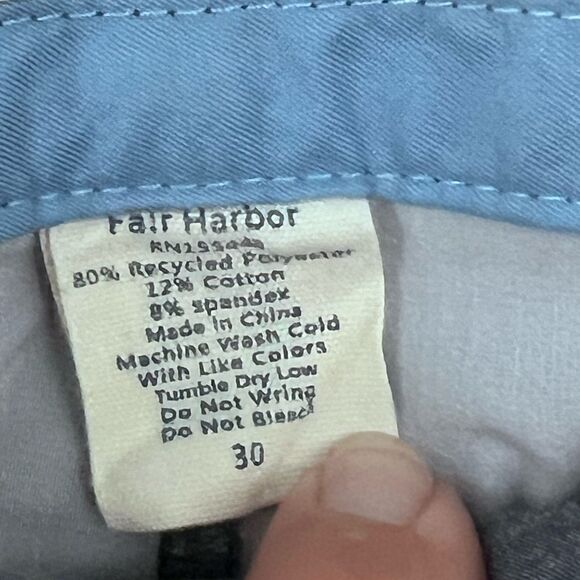 Fair Harbor
80% Recycled Polyester
12% Cotton
8% Spandex
Made in China
Machine Wash Cold
With Like Colors
Tumble Dry Low
Do Not Wring
Do Not Bleach
30